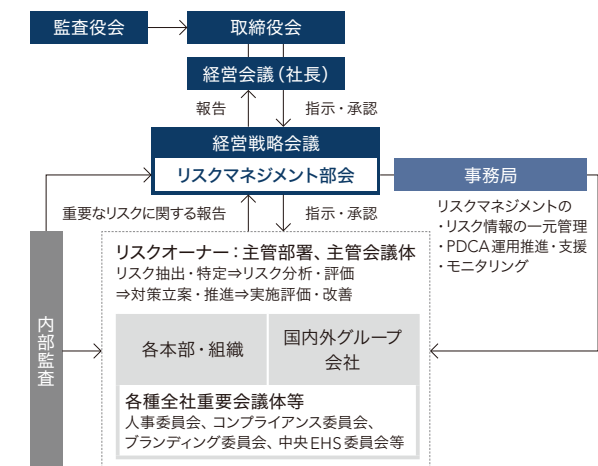 監査役会
取締役会
経営会議（社長）
報告
指示・承認
経営戦略会議
リスクマネジメント部会
事務局
重要なリスクに関する報告
指示・承認
リスクマネジメントの
・リスク情報の一元管理
・PDCA運用推進・支援
・モニタリング
リスクオーナー：主管部署、主管会議体
リスク抽出・特定⇒リスク分析・評価
⇒対策立案・推進⇒実施評価・改善
内部監査
各本部・組織
国内外グループ
会社
各種全社重要会議体等
人事委員会、コンプライアンス委員会、
ブランディング委員会、中央EHS委員会等